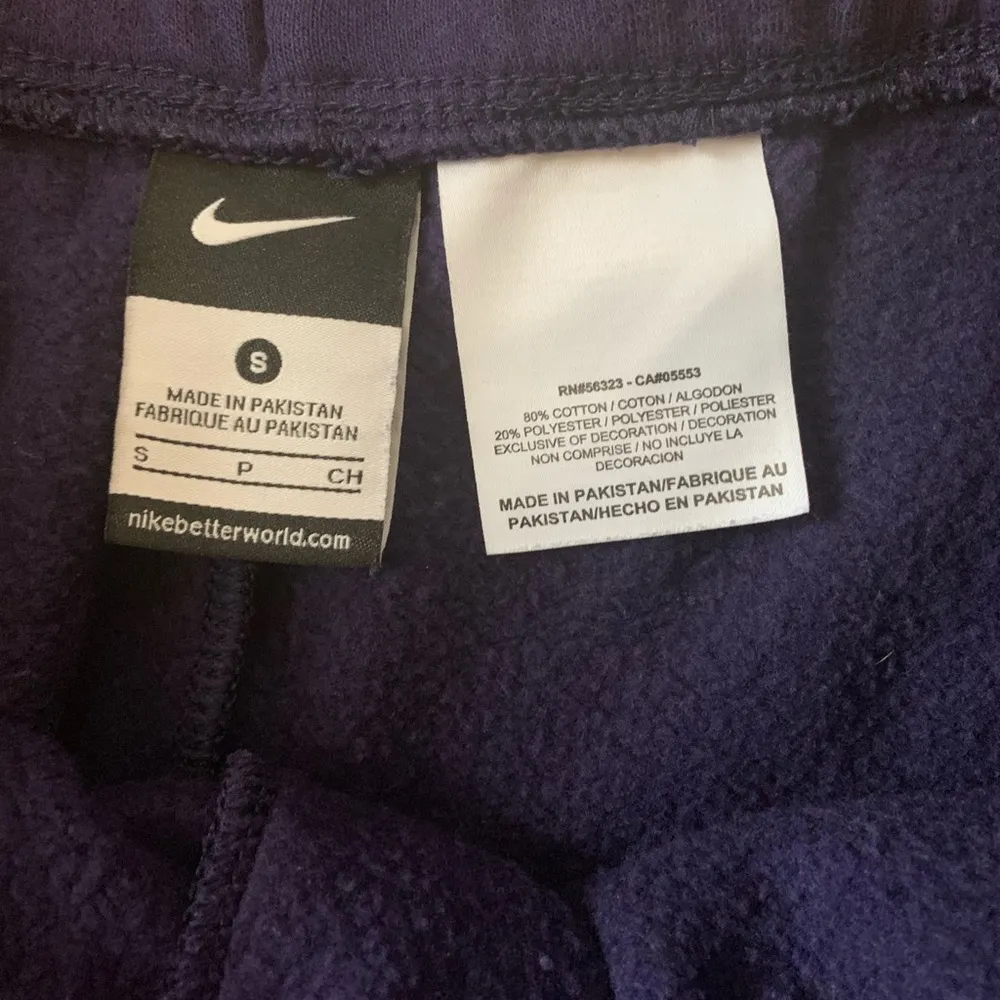 S
MADE IN PAKISTAN
FABRIQUE AU PAKISTAN
S P CH
nikebetterworld.com
RN#56323 - CA#05553
80% COTTON / COTON / ALGODON
20% POLYESTER / POLYESTER / POLIESTER
EXCLUSIVE OF DECORATION / DECORATION
NON COMPRISE / NO INCLUYE LA
DECORACION
MADE IN PAKISTAN/FABRIQUE AU
PAKISTAN/HECHO EN PAKISTAN